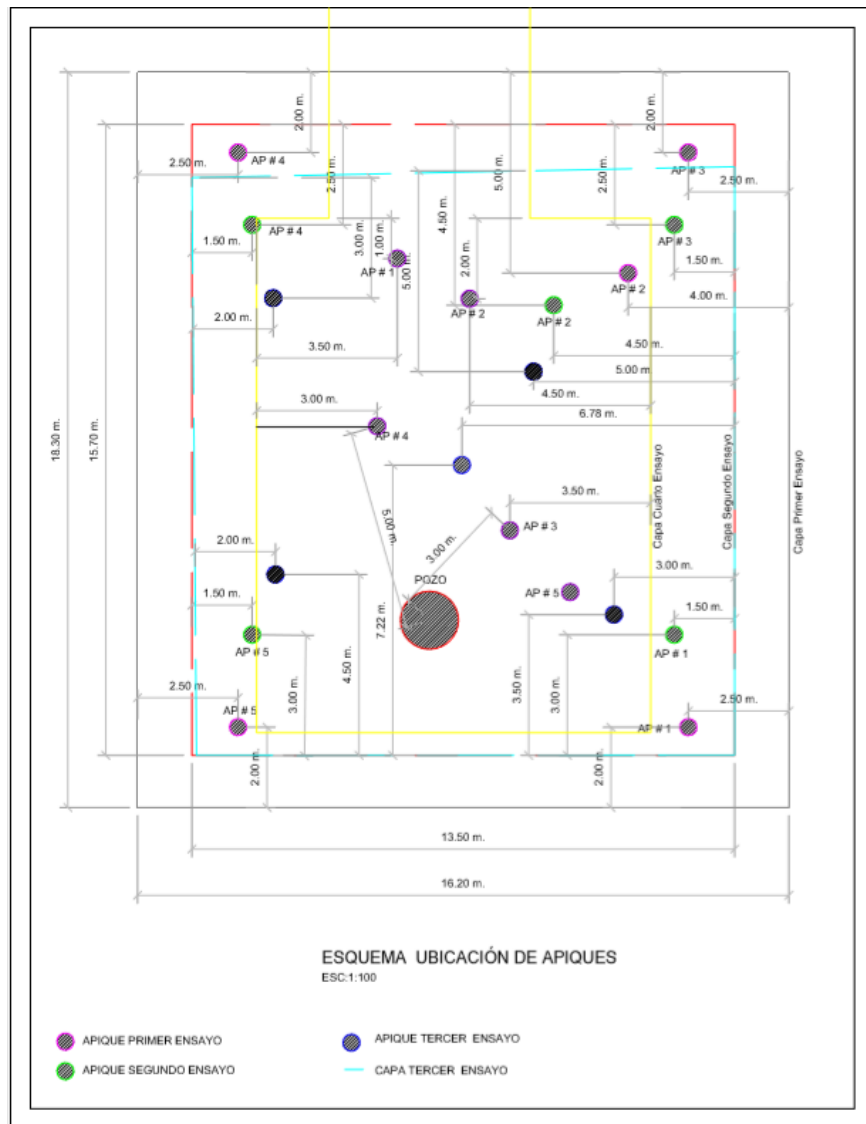 2.00 m.
2.00 m.
AP # 4
AP # 3
2.50 m.
2.50 m.
5.00 m.
2.50 m.
2.50 m.
4.50 m.
AP # 4
AP # 3
1.50 m.
3.00 m.
1.00 m.
2.00 m.
1.50 m.
AP # 1
5.00 m.
AP # 2
AP # 2
AP # 2
4.00 m.
2.00 m.
3.50 m.
4.50 m.
5.00 m.
3.00 m.
4.50 m.
6.78 m.
AP # 4
18.30 m.
15.70 m.
Capa Cuarto Ensayo
Capa Segundo Ensayo
Capa Primer Ensayo
5.00 m.
3.50 m.
AP # 3
3.00 m.
2.00 m.
3.00 m.
POZO
AP # 5
1.50 m.
1.50 m.
7.22 m.
AP # 5
AP # 1
4.50 m.
3.50 m.
3.00 m.
3.00 m.
2.50 m.
2.50 m.
AP # 5
AP # 1
2.00 m.
2.00 m.
13.50 m.
16.20 m.
ESQUEMA UBICACIÓN DE APIQUES
ESC:1:100
APIQUE PRIMER ENSAYO
APIQUE TERCER ENSAYO
APIQUE SEGUNDO ENSAYO
CAPA TERCER ENSAYO